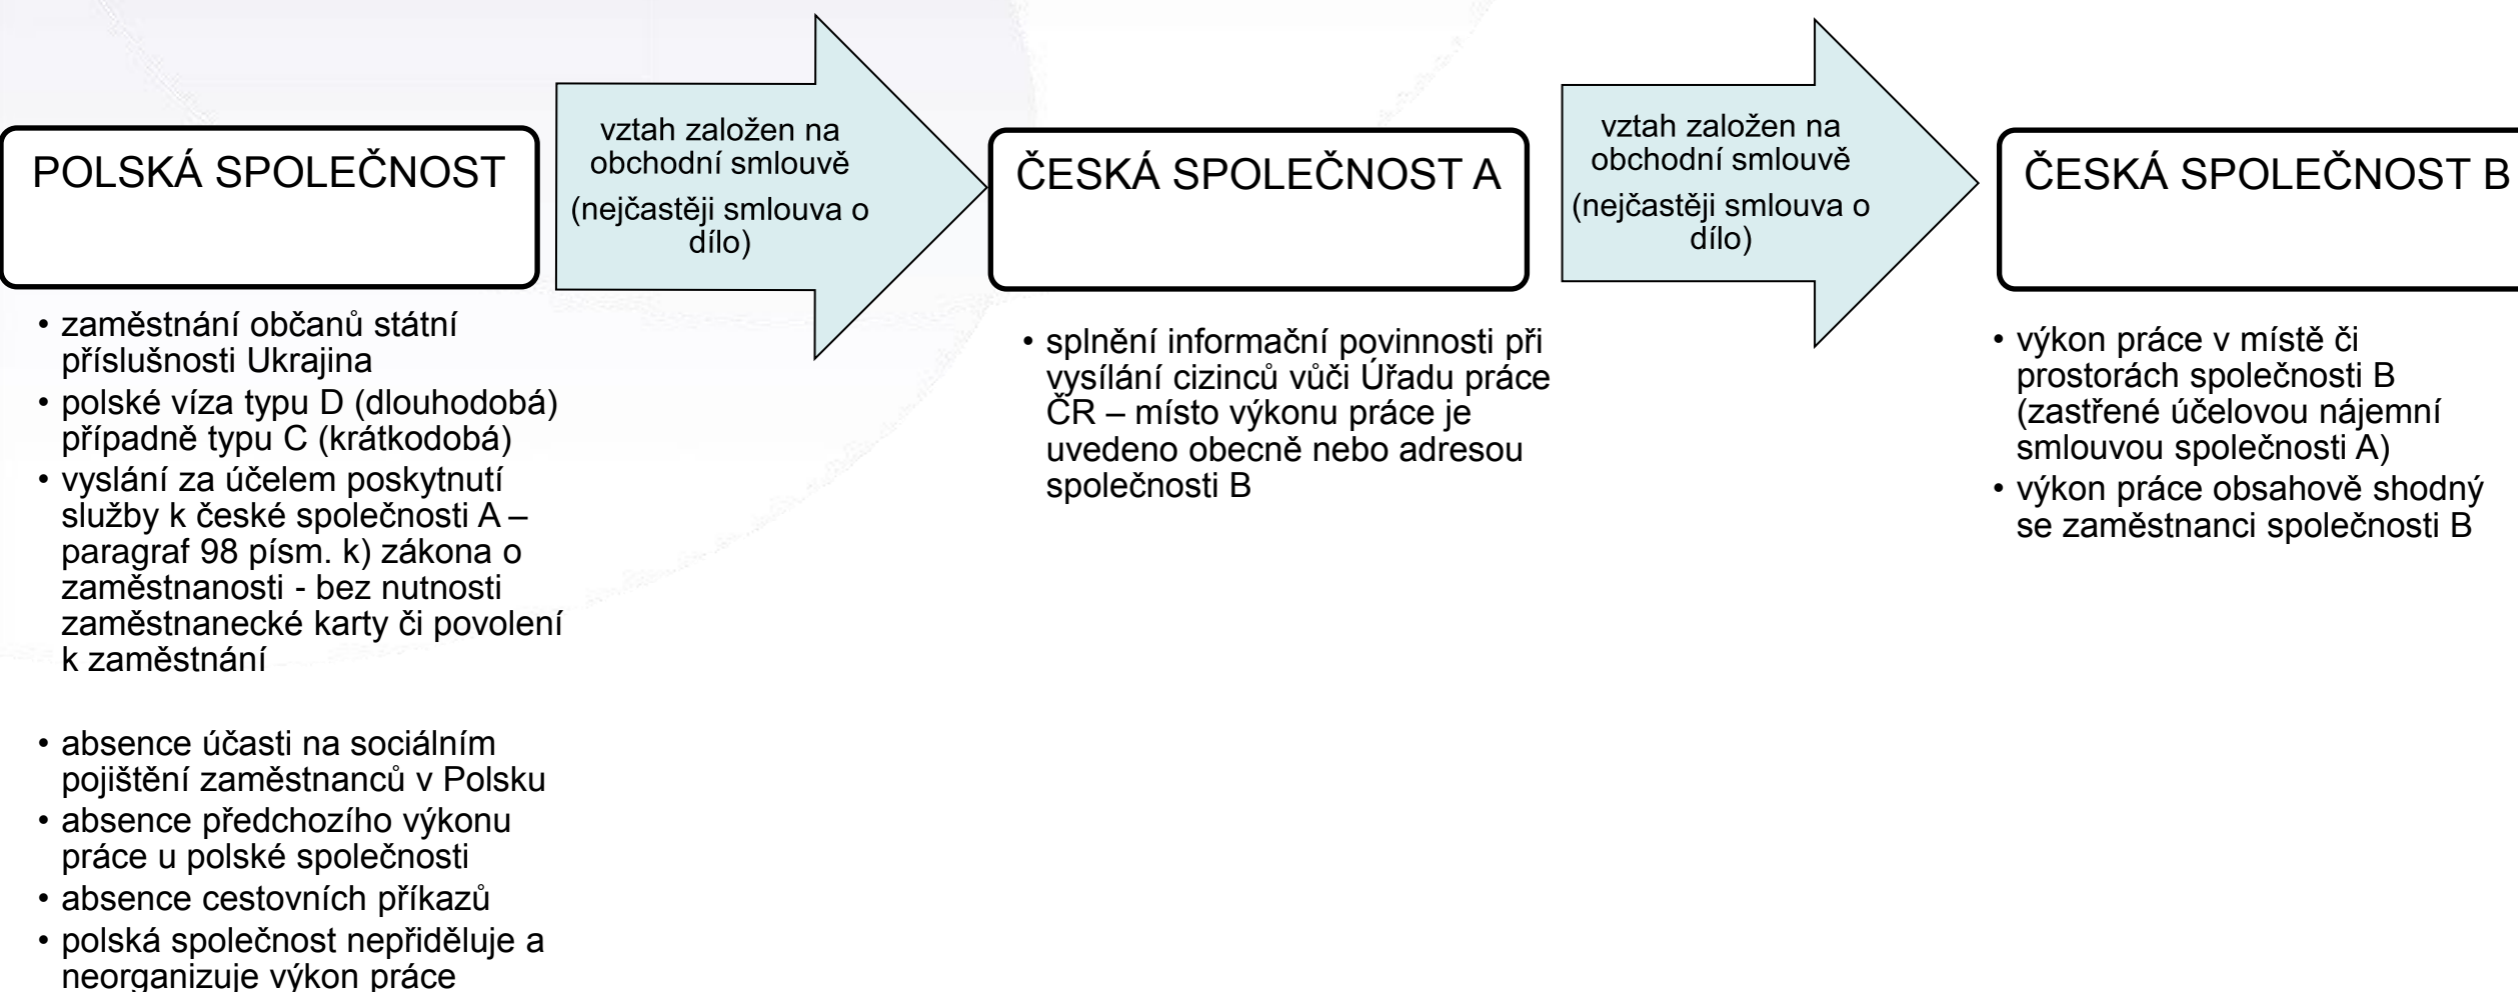 POLSKÁ SPOLEČNOST
• zaměstnání občanů státní
příslušnosti Ukrajina
• polské víza typu D (dlouhodobá)
případně typu C (krátkodobá)
• vyslání za účelem poskytnutí
služby k české společnosti A –
paragraf 98 písm. k) zákona o
zaměstnanosti - bez nutnosti
zaměstnanecké karty či povolení
k zaměstnání
• absence účasti na sociálním
pojištění zaměstnanců v Polsku
• absence předchozího výkonu
práce u polské společnosti
• absence cestovních příkazů
• polská společnost nepřiděluje a
neorganizuje výkon práce
vztah založen na
obchodní smlouvě
(nejčastěji smlouva o
dílo)
ČESKÁ SPOLEČNOST A
• splnění informační povinnosti při
vysílání cizinců vůči Úřadu práce
ČR – místo výkonu práce je
uvedeno obecně nebo adresou
společnosti B
vztah založen na
obchodní smlouvě
(nejčastěji smlouva o
dílo)
ČESKÁ SPOLEČNOST B
• výkon práce v místě či
prostorách společnosti B
(zastřené účelovou nájemní
smlouvou společnosti A)
• výkon práce obsahově shodný
se zaměstnanci společnosti B